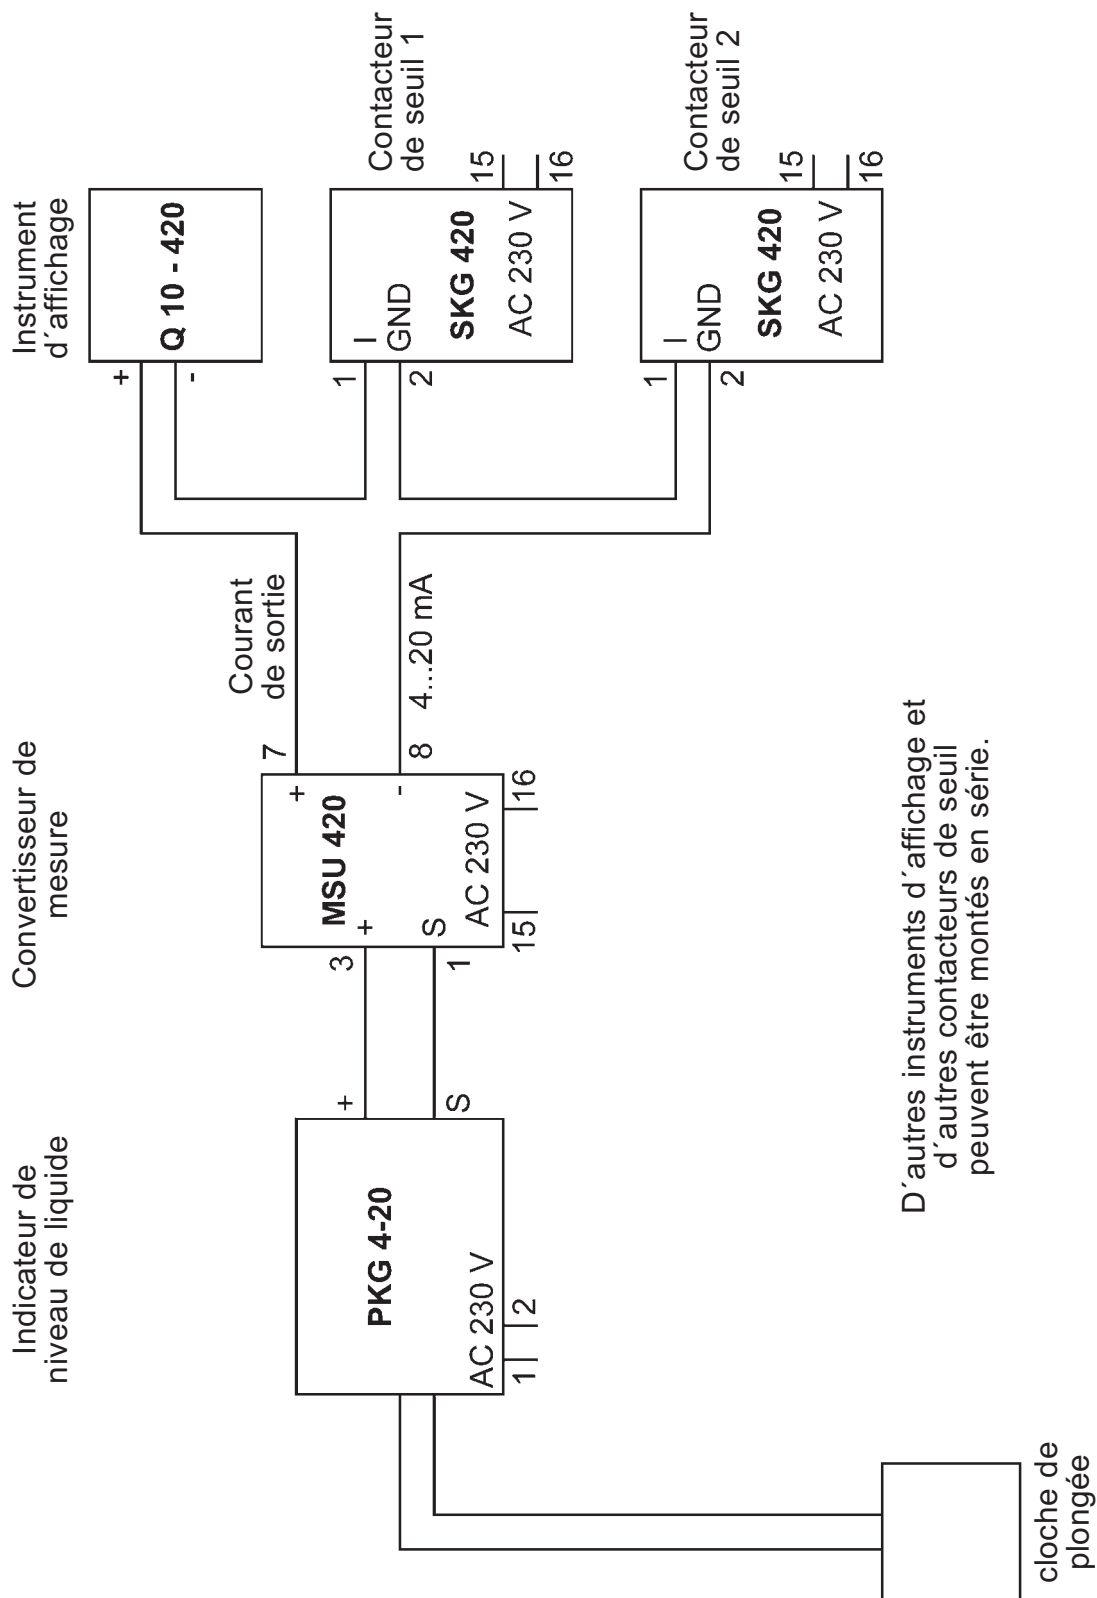 Indicateur de
niveau de liquide
PKG 4-20
AC 230 V
1
2
+
S
cloche de
plongée
Convertisseur de
mesure
MSU 420
3
+
S
1
+
7
-
8
AC 230 V
15
16
Courant
de sortie
4...20 mA
Instrument
d´affichage
Q 10 - 420
+
-
Contacteur
de seuil 1
1
I
GND
2
SKG 420
AC 230 V
15
16
Contacteur
de seuil 2
1
I
GND
2
SKG 420
AC 230 V
15
16
D´autres instruments d´affichage et
d´autres contacteurs de seuil
peuvent être montés en série.